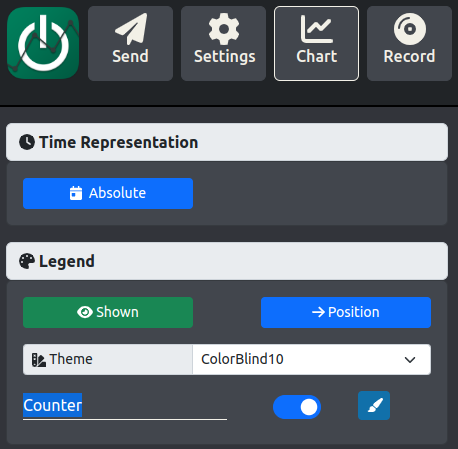 Send
Settings
Chart
Record
Time Representation
Absolute
Legend
Shown
Position
Theme
ColorBlind10
Counter